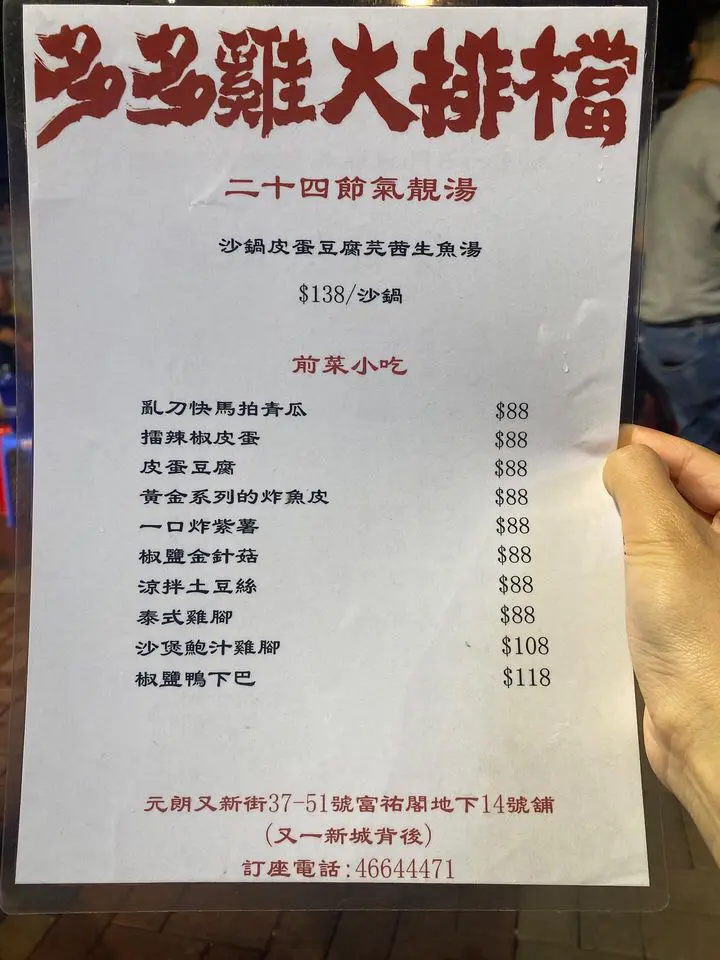 多多雞大排檔
二十四節氣靚湯
沙鍋皮蛋豆腐芫茜生魚湯
$138/沙鍋
前菜小吃
亂刀快馬拍青瓜 $88
擂辣椒皮蛋 $88
皮蛋豆腐 $88
黃金系列的炸魚皮 $88
一口炸紫薯 $88
椒鹽金針菇 $88
涼拌土豆絲 $88
泰式雞腳 $88
沙煲鮑汁雞腳 $108
椒鹽鴨下巴 $118
元朗又新街37-51號富祐閣地下14號舖
(又一新城背後)
訂座電話:46644471